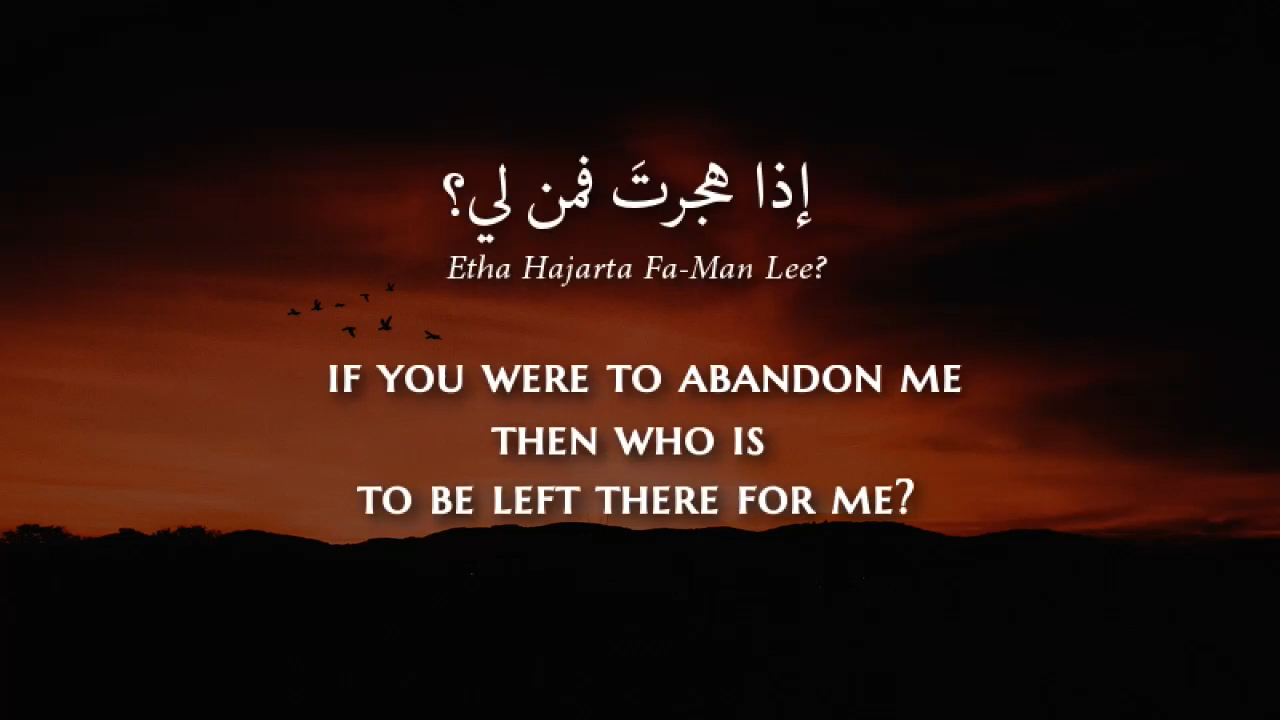 إذا هجرتَ فمن لي؟
Etha Hajarta Fa-Man Lee?
IF YOU WERE TO ABANDON ME
THEN WHO IS
TO BE LEFT THERE FOR ME?